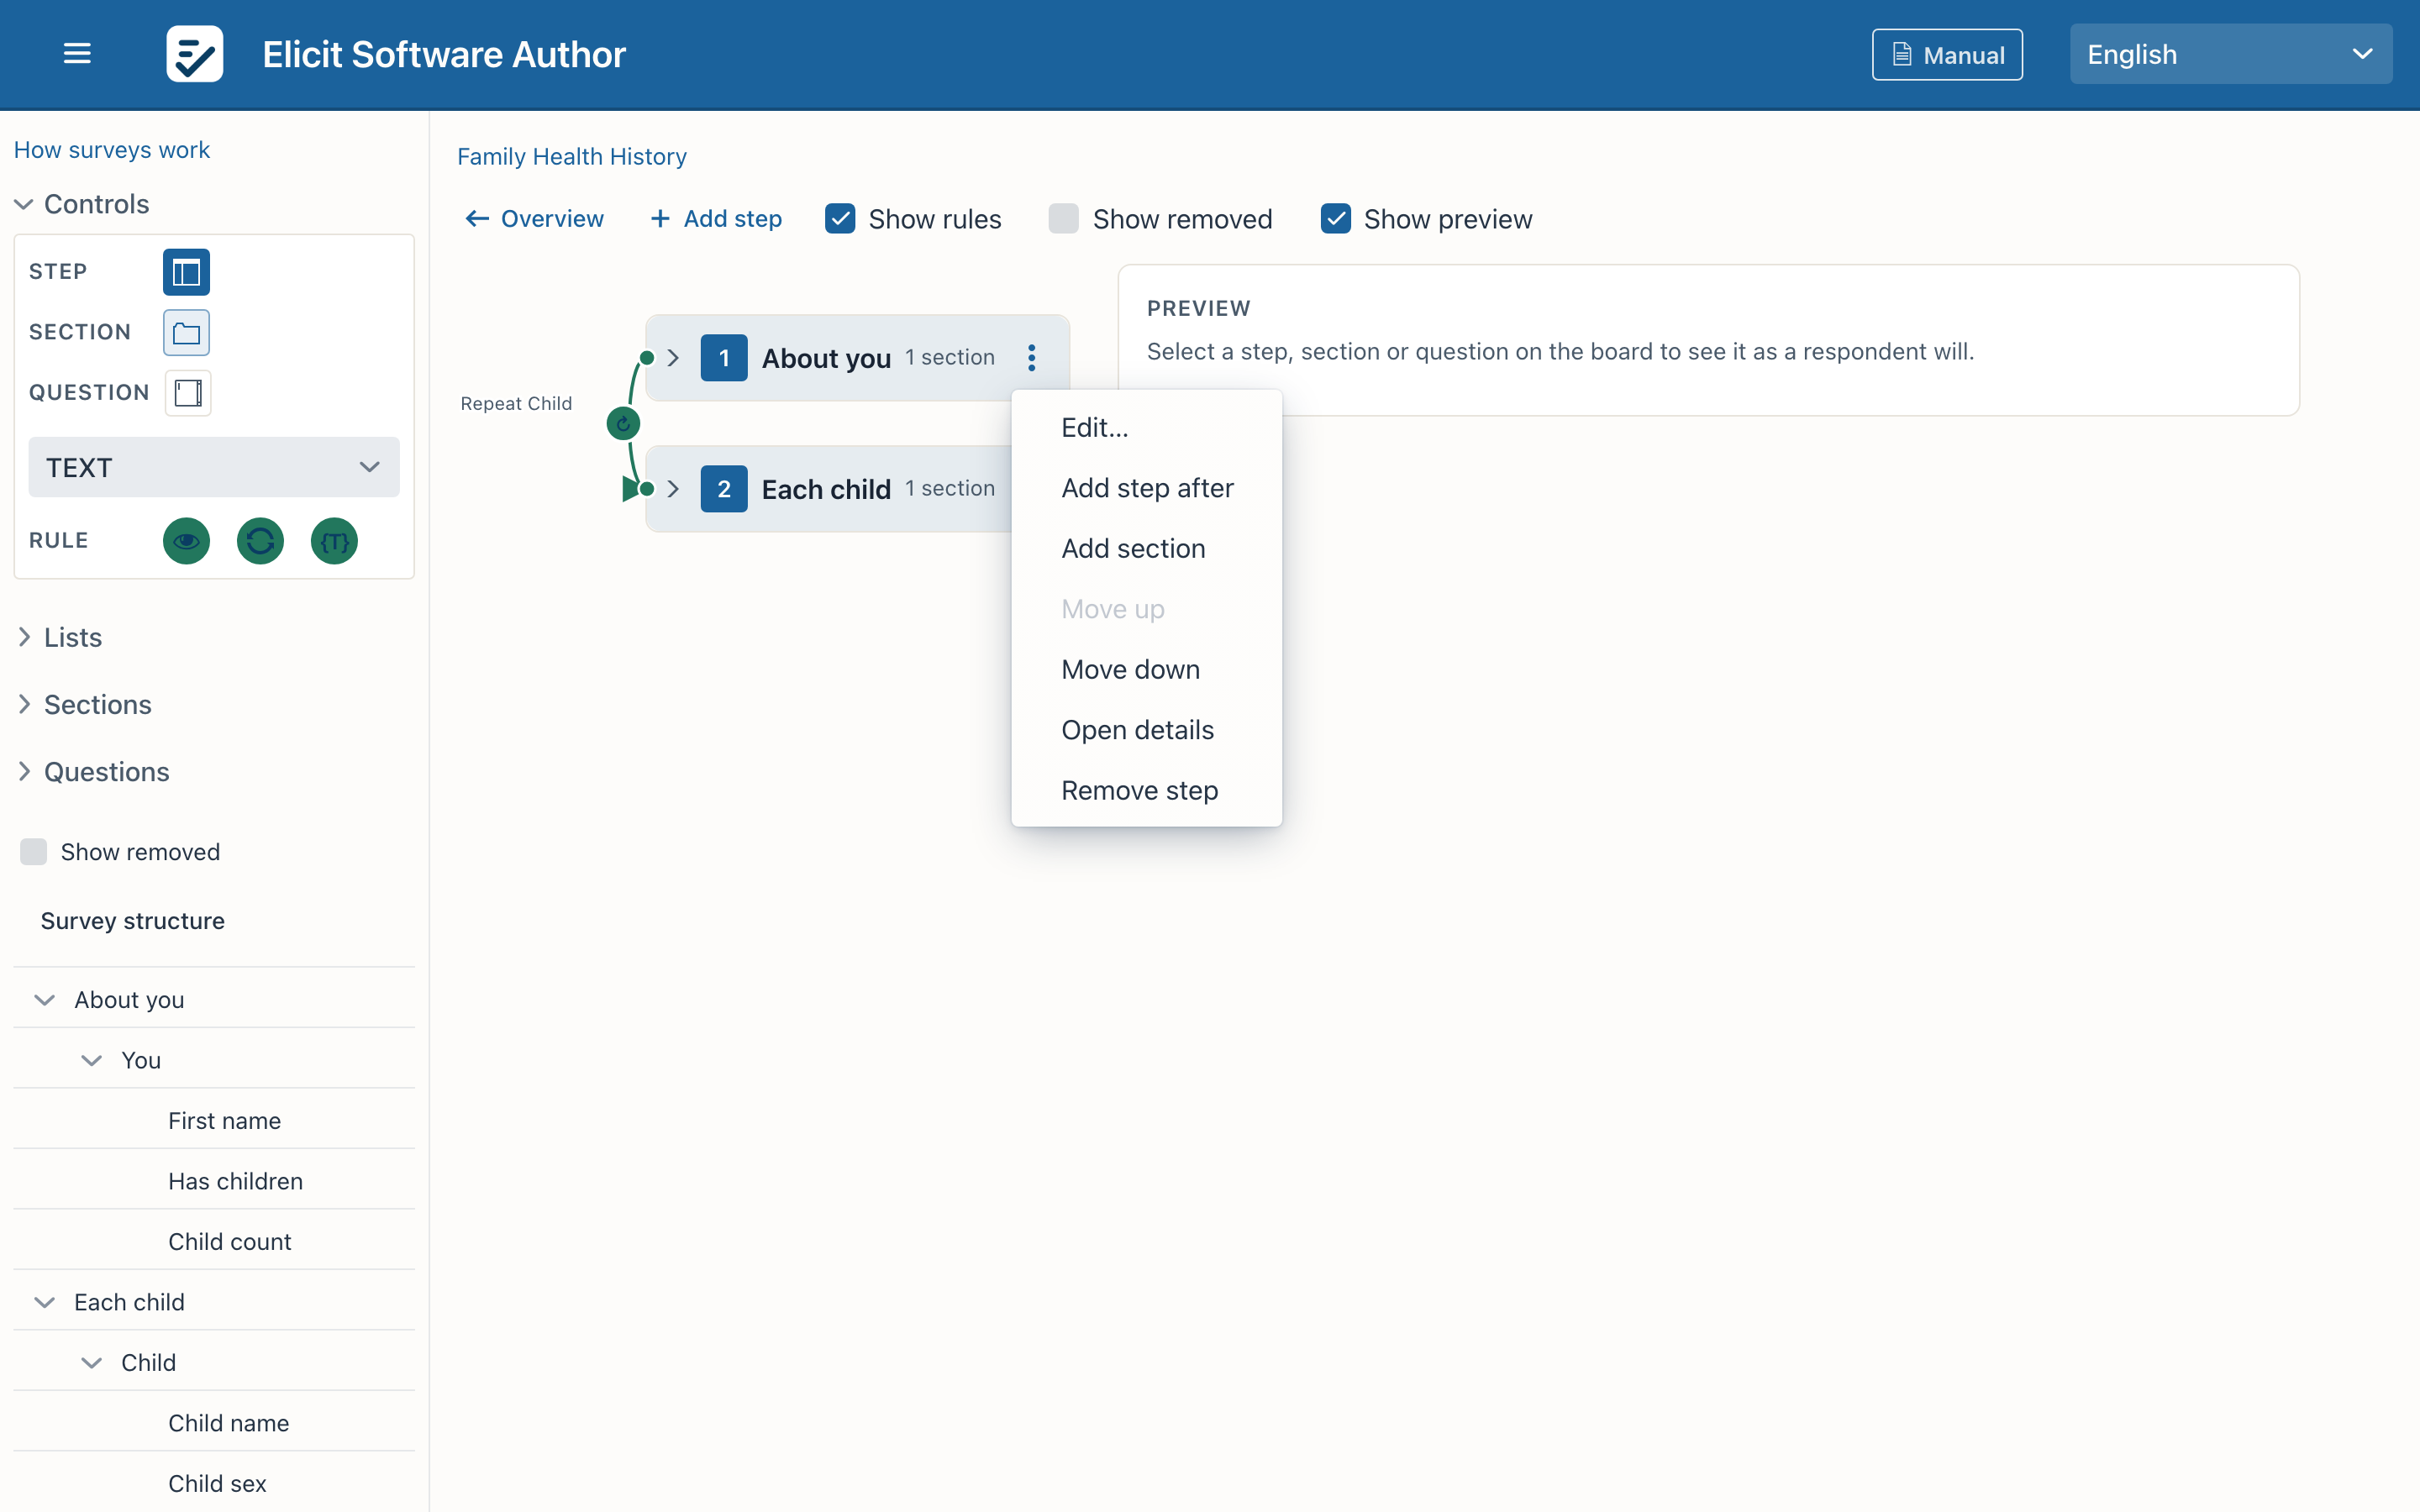 Elicit Software Author
Manual
English
How surveys work
Controls
STEP
SECTION
QUESTION
TEXT
RULE
{T}
Lists
Sections
Questions
Show removed
Survey structure
About you
You
First name
Has children
Child count
Each child
Child
Child name
Child sex
Family Health History
Overview
Add step
Show rules
Show removed
Show preview
Repeat Child
1 About you 1 section
2 Each child 1 section
Edit...
Add step after
Add section
Move up
Move down
Open details
Remove step
PREVIEW
Select a step, section or question on the board to see it as a respondent will.